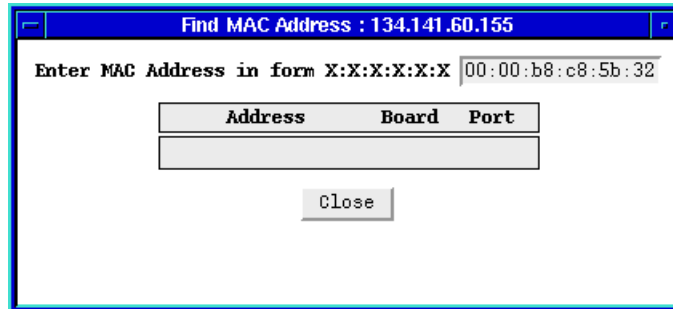 Find MAC Address : 134.141.60.155
Enter MAC Address in form X:X:X:X:X:X 00:00:b8:c8:5b:32
Address Board Port
Close